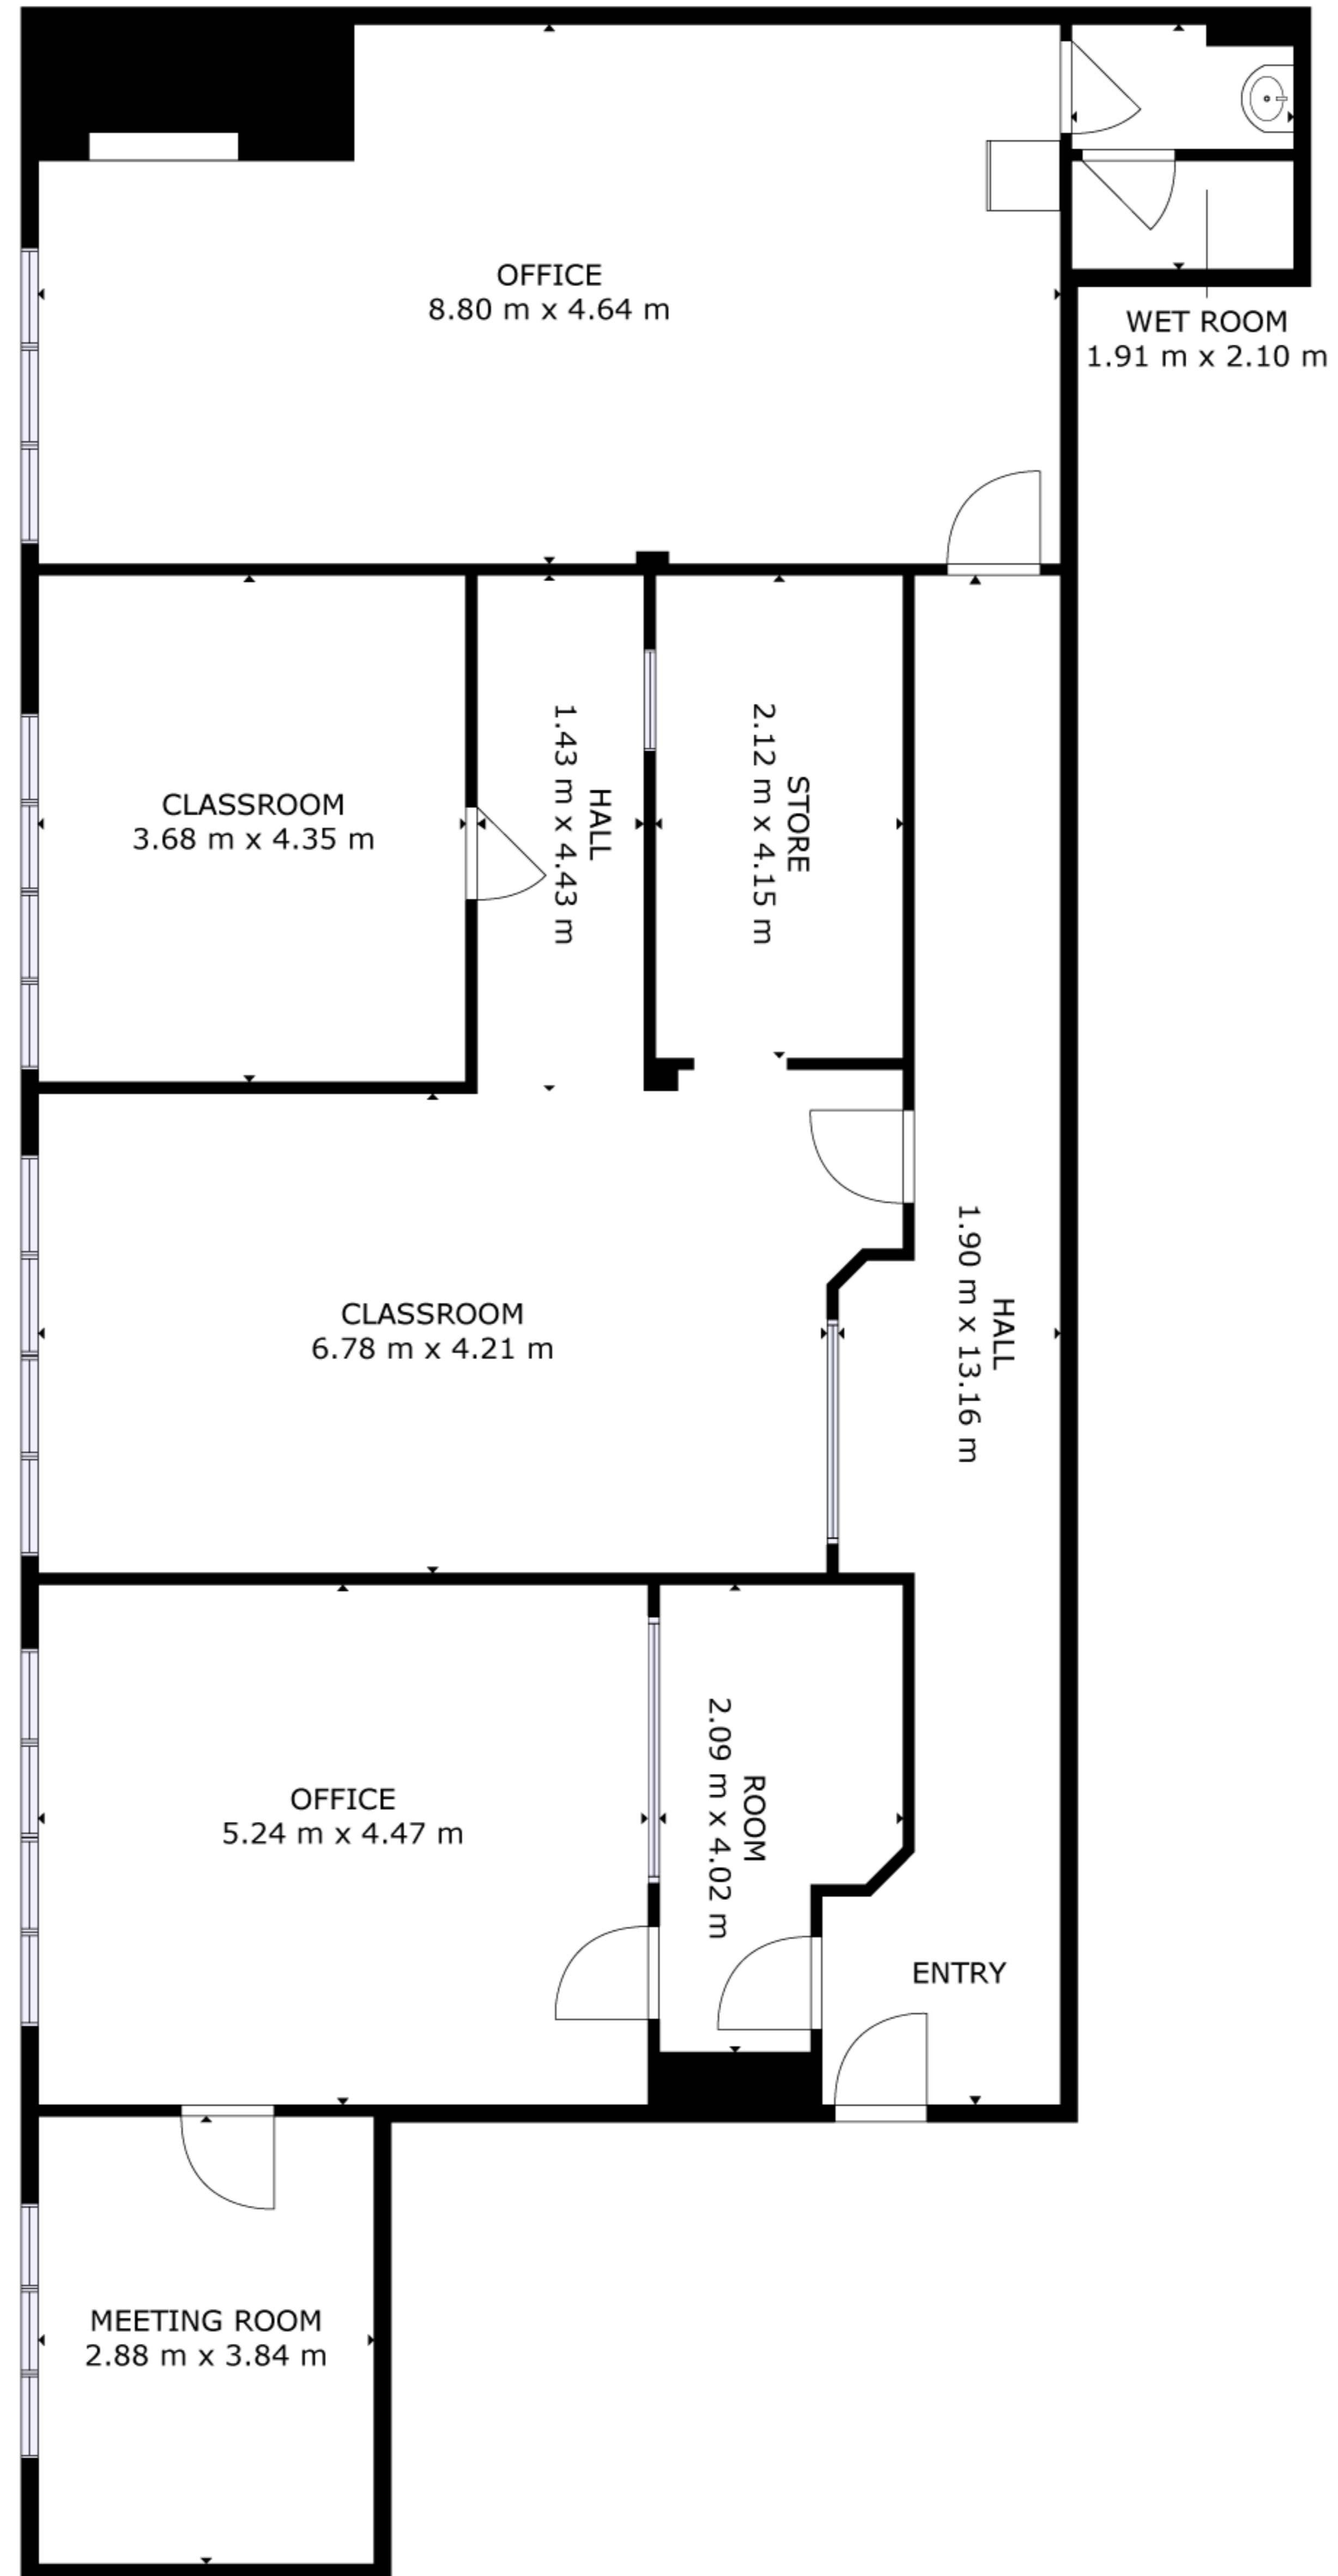 OFFICE
8.80 m x 4.64 m
WET ROOM
1.91 m x 2.10 m
CLASSROOM
3.68 m x 4.35 m
HALL
1.43 m x 4.43 m
STORE
2.12 m x 4.15 m
CLASSROOM
6.78 m x 4.21 m
HALL
1.90 m x 13.16 m
OFFICE
5.24 m x 4.47 m
ROOM
2.09 m x 4.02 m
ENTRY
MEETING ROOM
2.88 m x 3.84 m